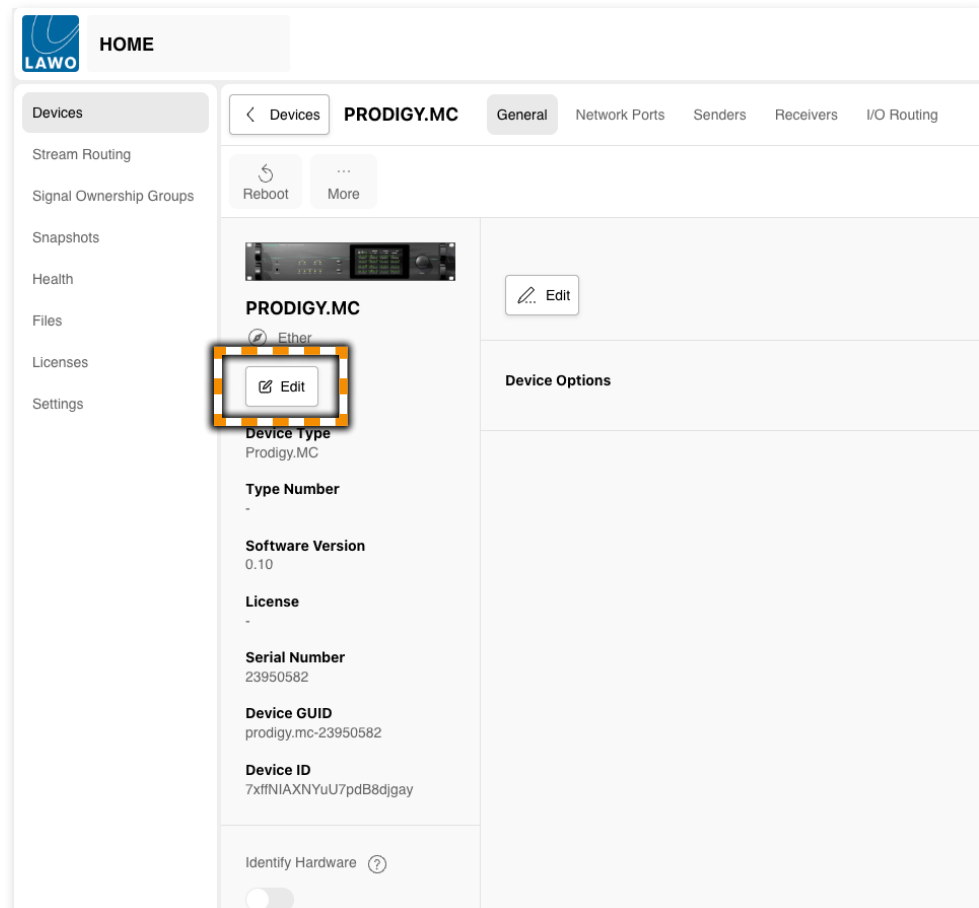 LAWO
HOME
Devices
Stream Routing
Signal Ownership Groups
Snapshots
Health
Files
Licenses
Settings
Devices
PRODIGY.MC
General
Network Ports
Senders
Receivers
I/O Routing
Reboot
... More
PRODIGY.MC
Ether
Edit
Device Type
Prodigy.MC
Type Number
-
Software Version
0.10
License
-
Serial Number
23950582
Device GUID
prodigy.mc-23950582
Device ID
7xffNIAXNYuU7pdB8djgay
Identify Hardware ?
Edit
Device Options